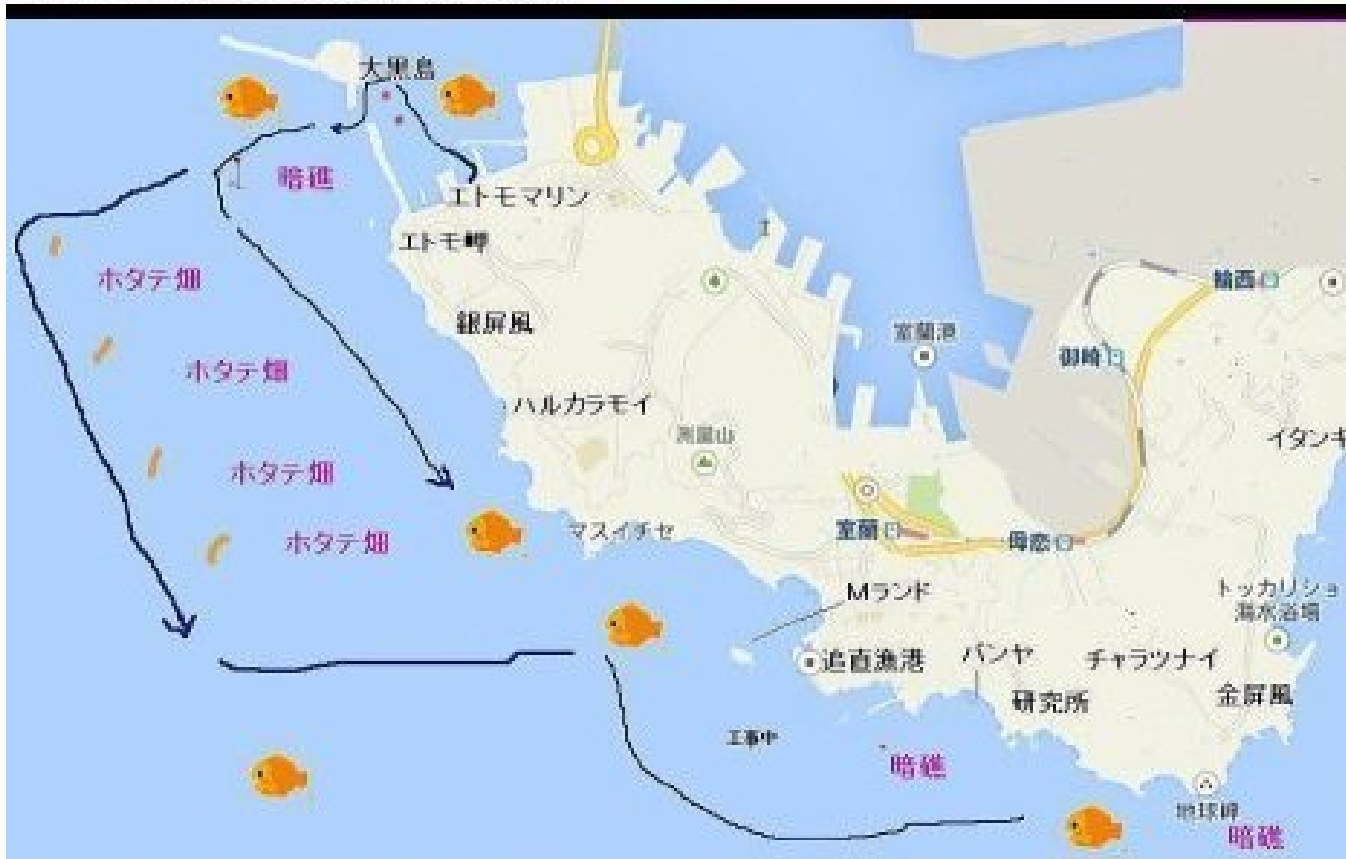 大黒島
暗礁
エトモマリン
エトモ岬
ホタテ畑
輪西
銀屏風
室蘭港
御崎
ホタテ畑
ハルカラモイ
測量山
イタンキ
ホタテ畑
マスイチセ
室蘭
母恋
ホタテ畑
Mランド
トッカリショ
海水浴場
追直漁港
バンヤ
チャラツナイ
研究所
金屏風
工事中
暗礁
地球岬
暗礁